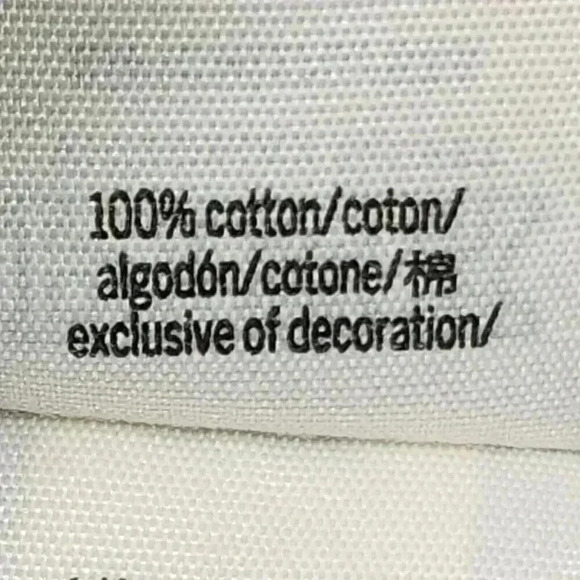 100% cotton/coton/
algodón/cotone/棉
exclusive of decoration/